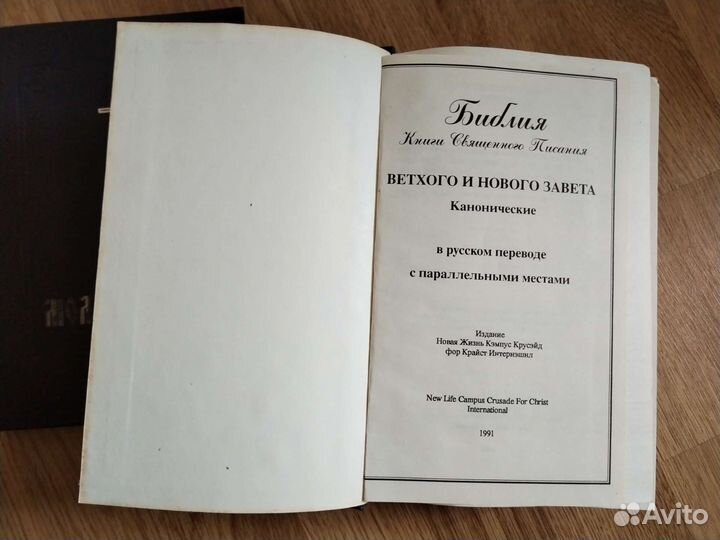 Библия
Книги Священного Писания
ВЕТХОГО И НОВОГО ЗАВЕТА
Канонические
в русском переводе
с параллельными местами
Издание
Новая Жизнь Кэмпус Крусэйд
фор Крайст Интернэшнл
New Life Campus Crusade For Christ
International
1991
Avito